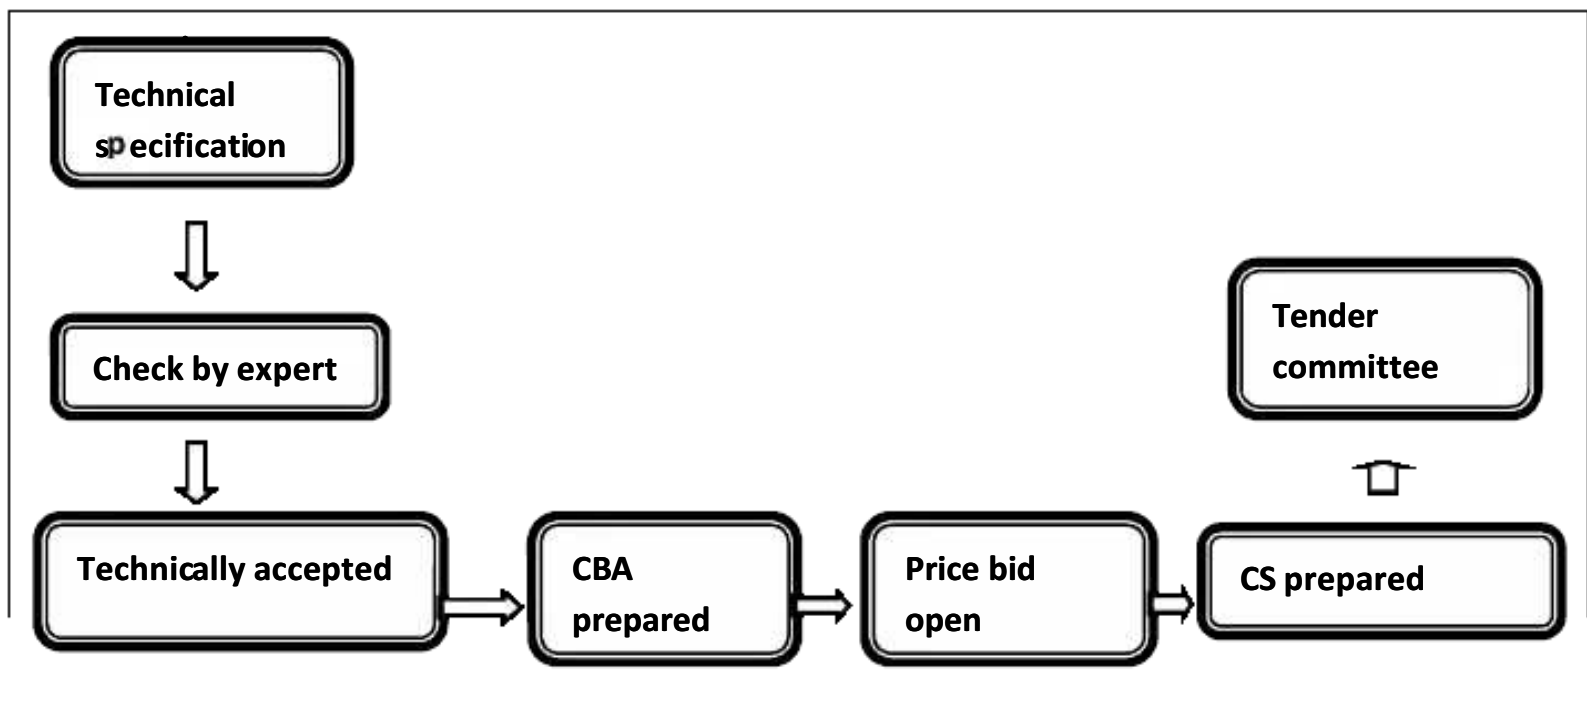 Technical
specification
Check by expert
Technically accepted
CBA
prepared
Price bid
open
CS prepared
Tender
committee